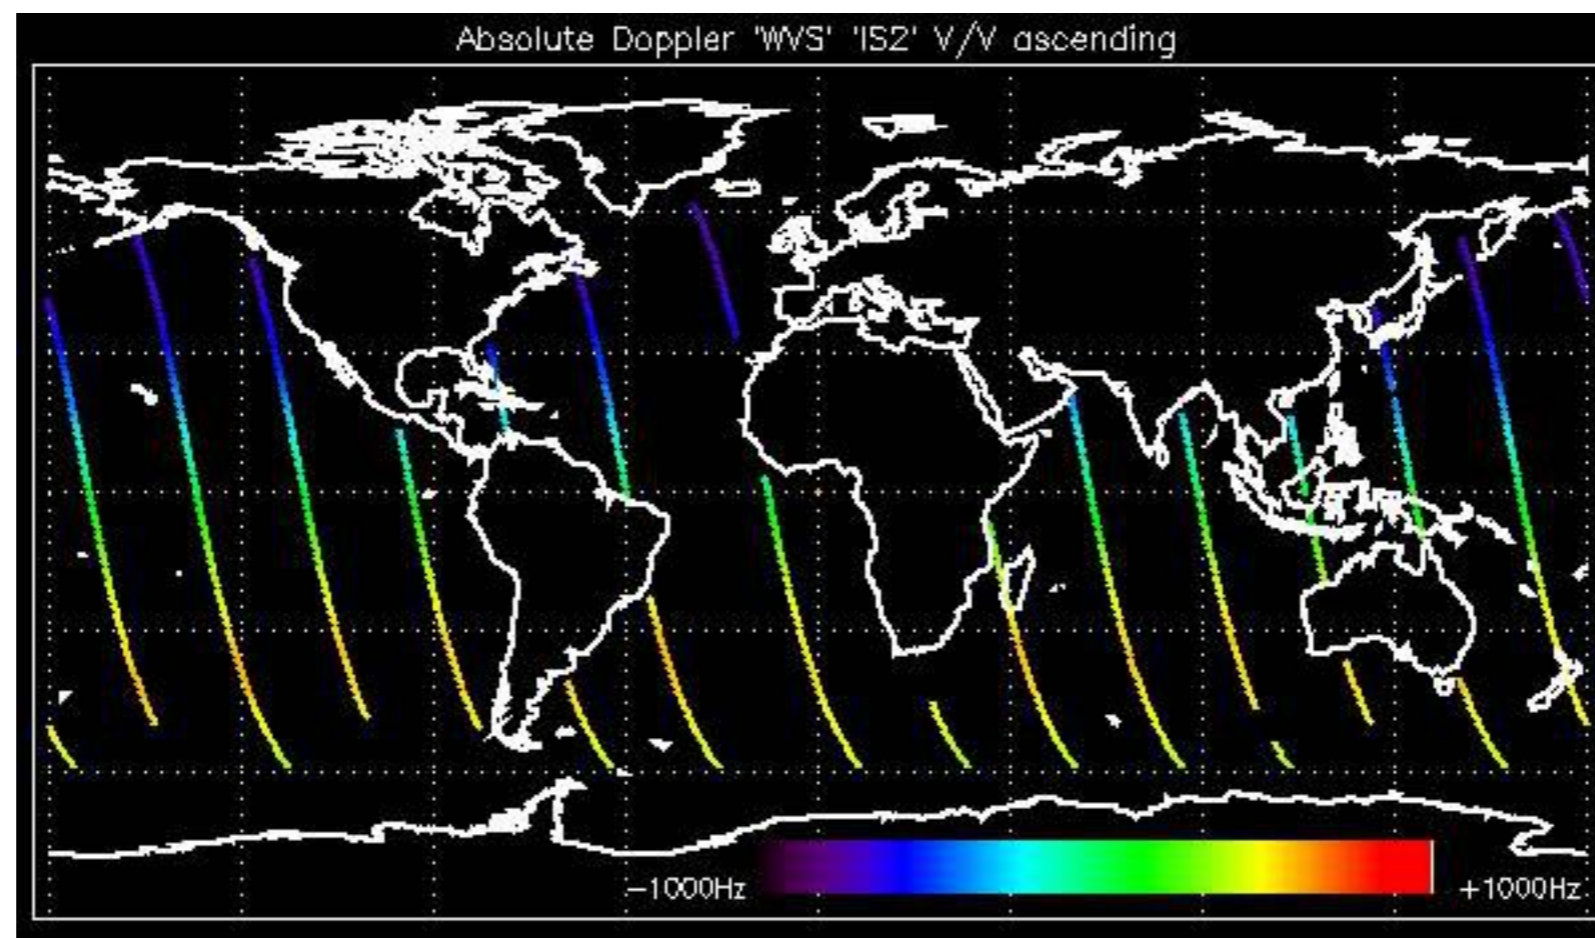 Absolute Doppler 'WVS' 'IS2' V/V ascending
−1000Hz
+1000Hz